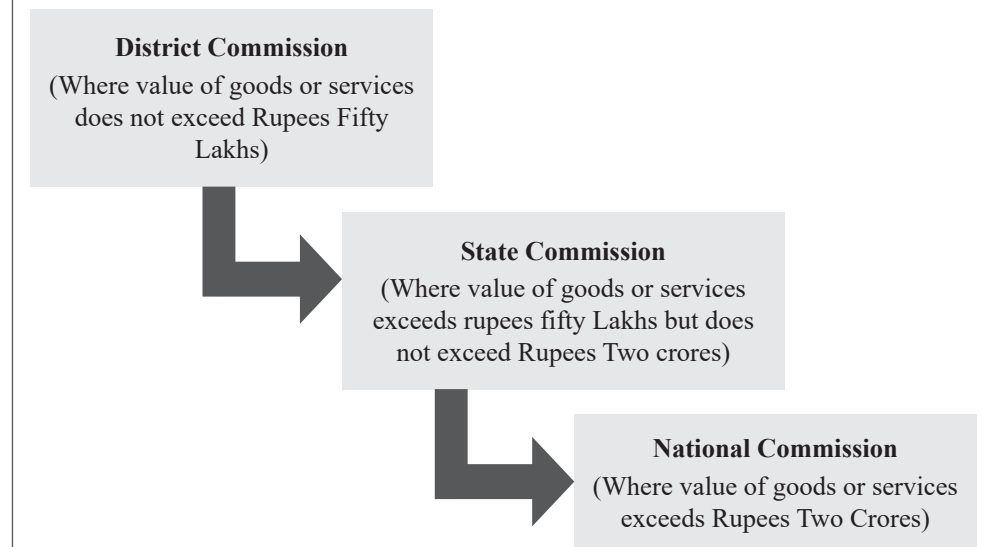 District Commission
(Where value of goods or services
does not exceed Rupees Fifty
Lakhs)
State Commission
(Where value of goods or services
exceeds rupees fifty Lakhs but does
not exceed Rupees Two crores)
National Commission
(Where value of goods or services
exceeds Rupees Two Crores)